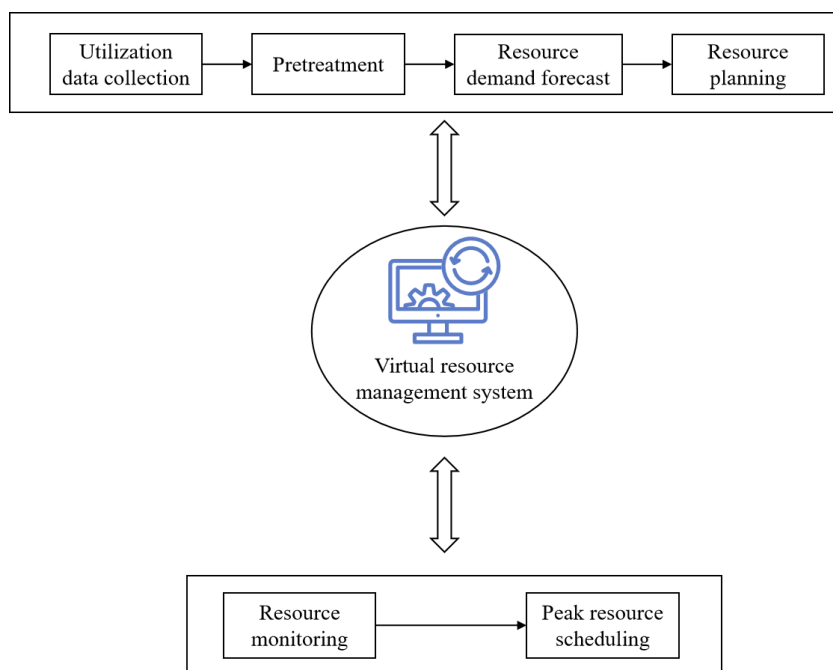 Utilization
data collection
Pretreatment
Resource
demand forecast
Resource
planning
Virtual resource
management system
Resource
monitoring
Peak resource
scheduling